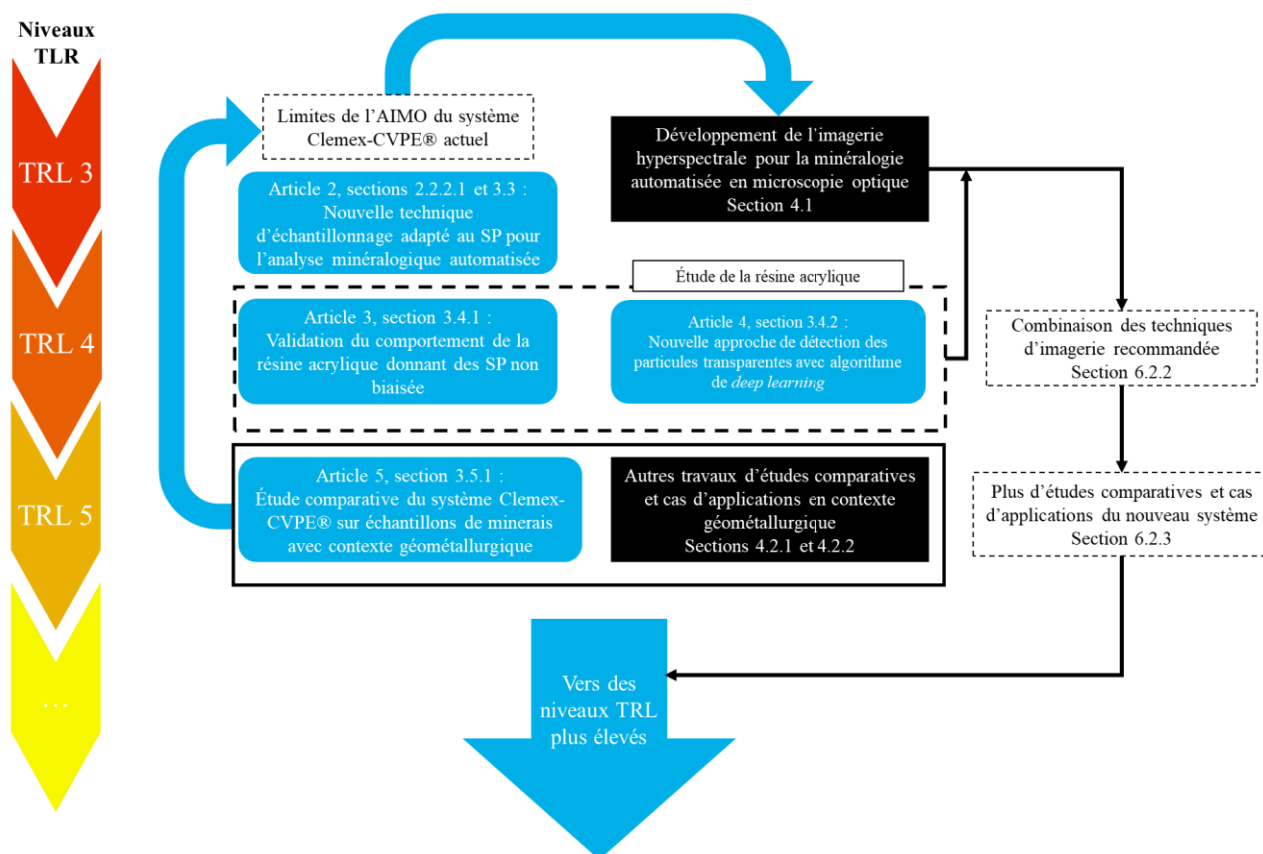 Niveaux
TLR
TRL 3
TRL 4
TRL 5
...
Limites de l’AIMO du système
Clemex-CVPE® actuel
Article 2, sections 2.2.2.1 et 3.3 :
Nouvelle technique
d’échantillonnage adapté au SP pour
l’analyse minéralogique automatisée
Développement de l’imagerie
hyperspectrale pour la minéralogie
automatisée en microscopie optique
Section 4.1
Étude de la résine acrylique
Article 3, section 3.4.1 :
Validation du comportement de la
résine acrylique donnant des SP non
biaisée
Article 4, section 3.4.2 :
Nouvelle approche de détection des
particules transparentes avec algorithme
de deep learning
Combinaison des techniques
d’imagerie recommandée
Section 6.2.2
Article 5, section 3.5.1 :
Étude comparative du système Clemex-
CVPE® sur échantillons de minerais
avec contexte géométallurgique
Autres travaux d’études comparatives
et cas d’applications en contexte
géométallurgique
Sections 4.2.1 et 4.2.2
Plus d’études comparatives et cas
d’applications du nouveau système
Section 6.2.3
Vers des
niveaux TRL
plus élevés